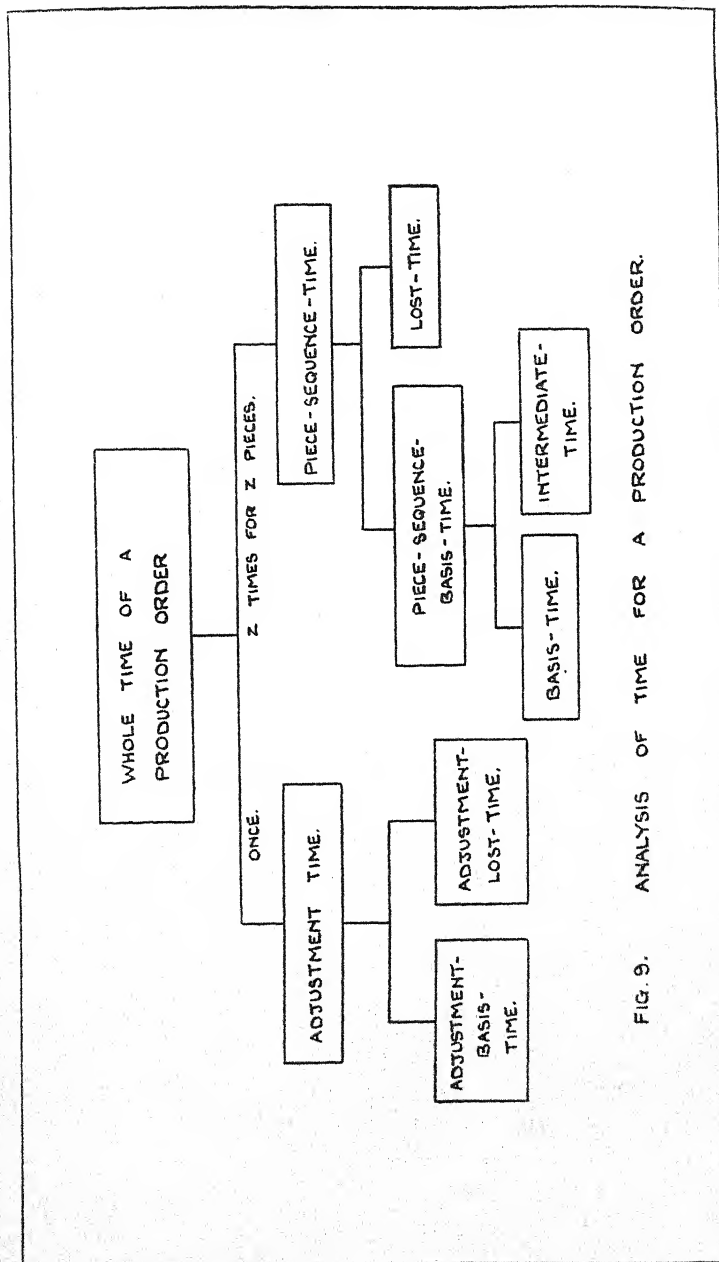 WHOLE TIME OF A
PRODUCTION ORDER
ONCE.
Z TIMES FOR Z PIECES.
ADJUSTMENT TIME.
PIECE-SEQUENCE-TIME.
ADJUSTMENT-
BASIS-
TIME.
ADJUSTMENT-
LOST-TIME.
PIECE-SEQUENCE-
BASIS-TIME.
LOST-TIME.
BASIS-TIME.
INTERMEDIATE-
TIME.
FIG. 9. ANALYSIS OF TIME FOR A PRODUCTION ORDER.